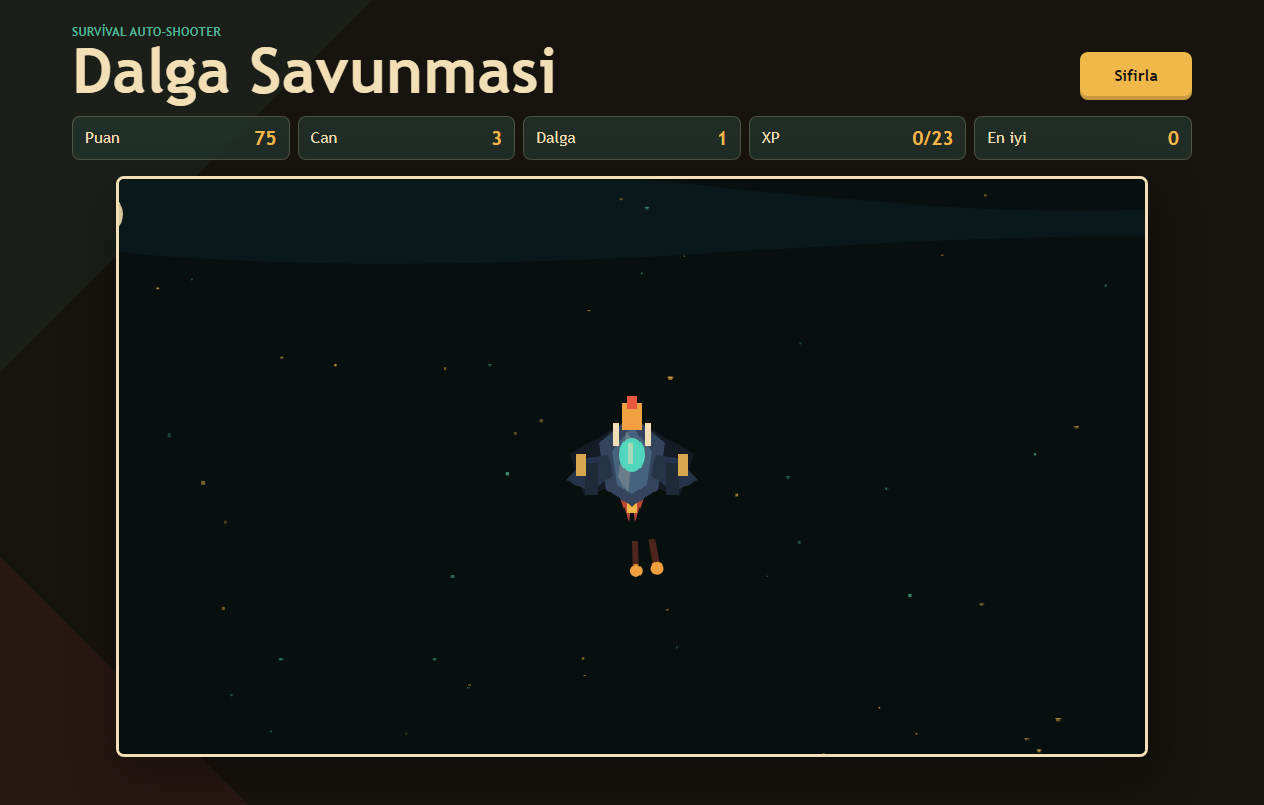 SURVİVAL AUTO-SHOOTER
Dalga Savunmasi
Sifirla
Puan 75
Can 3
Dalga 1
XP 0/23
En iyi 0